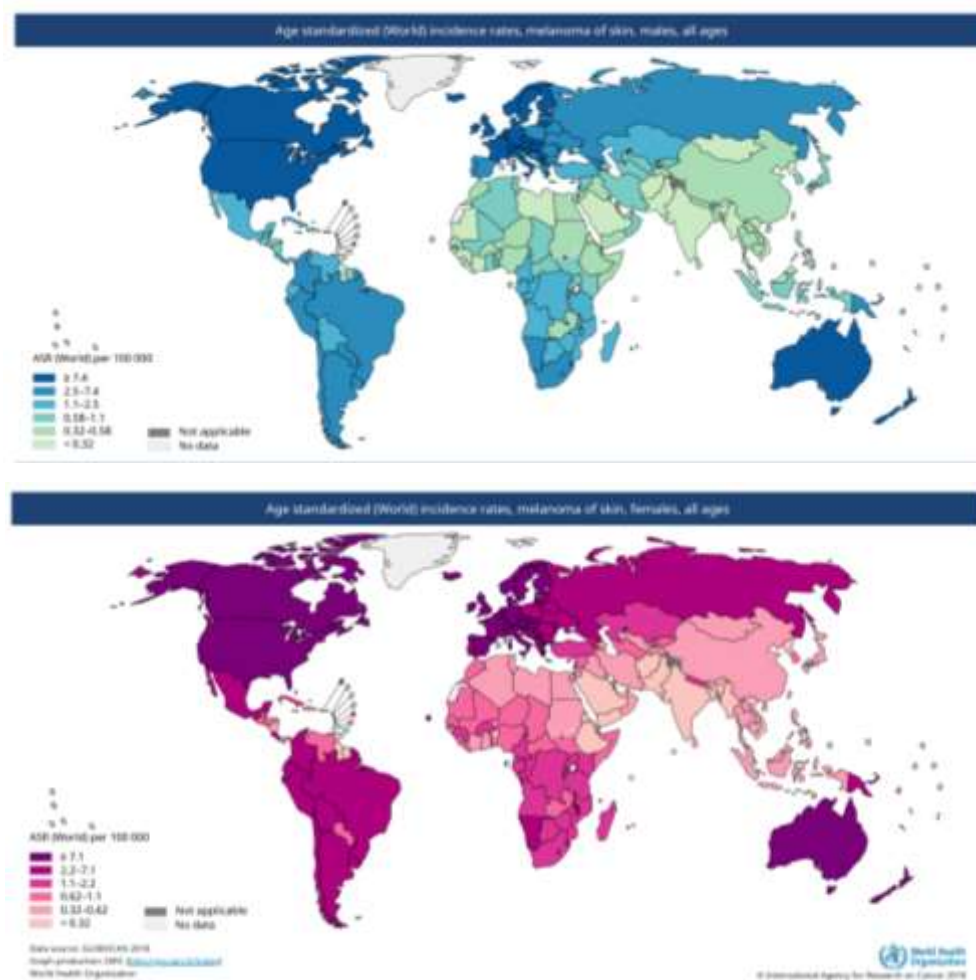 Age standardized (World) incidence rates, melanoma of skin, males, all ages
ASR (World) per 100 000
≥ 7.4
2.5–7.4
1.1–2.5
0.58–1.1
0.32–0.58
< 0.32
Not applicable
No data
Age standardized (World) incidence rates, melanoma of skin, females, all ages
ASR (World) per 100 000
≥ 7.1
2.2–7.1
1.1–2.2
0.62–1.1
0.32–0.62
< 0.32
Not applicable
No data
Data source: GLOBOCAN 2018
Graph production: IARC
World Health Organization
World Health
Organization
© International Agency for Research on Cancer 2018